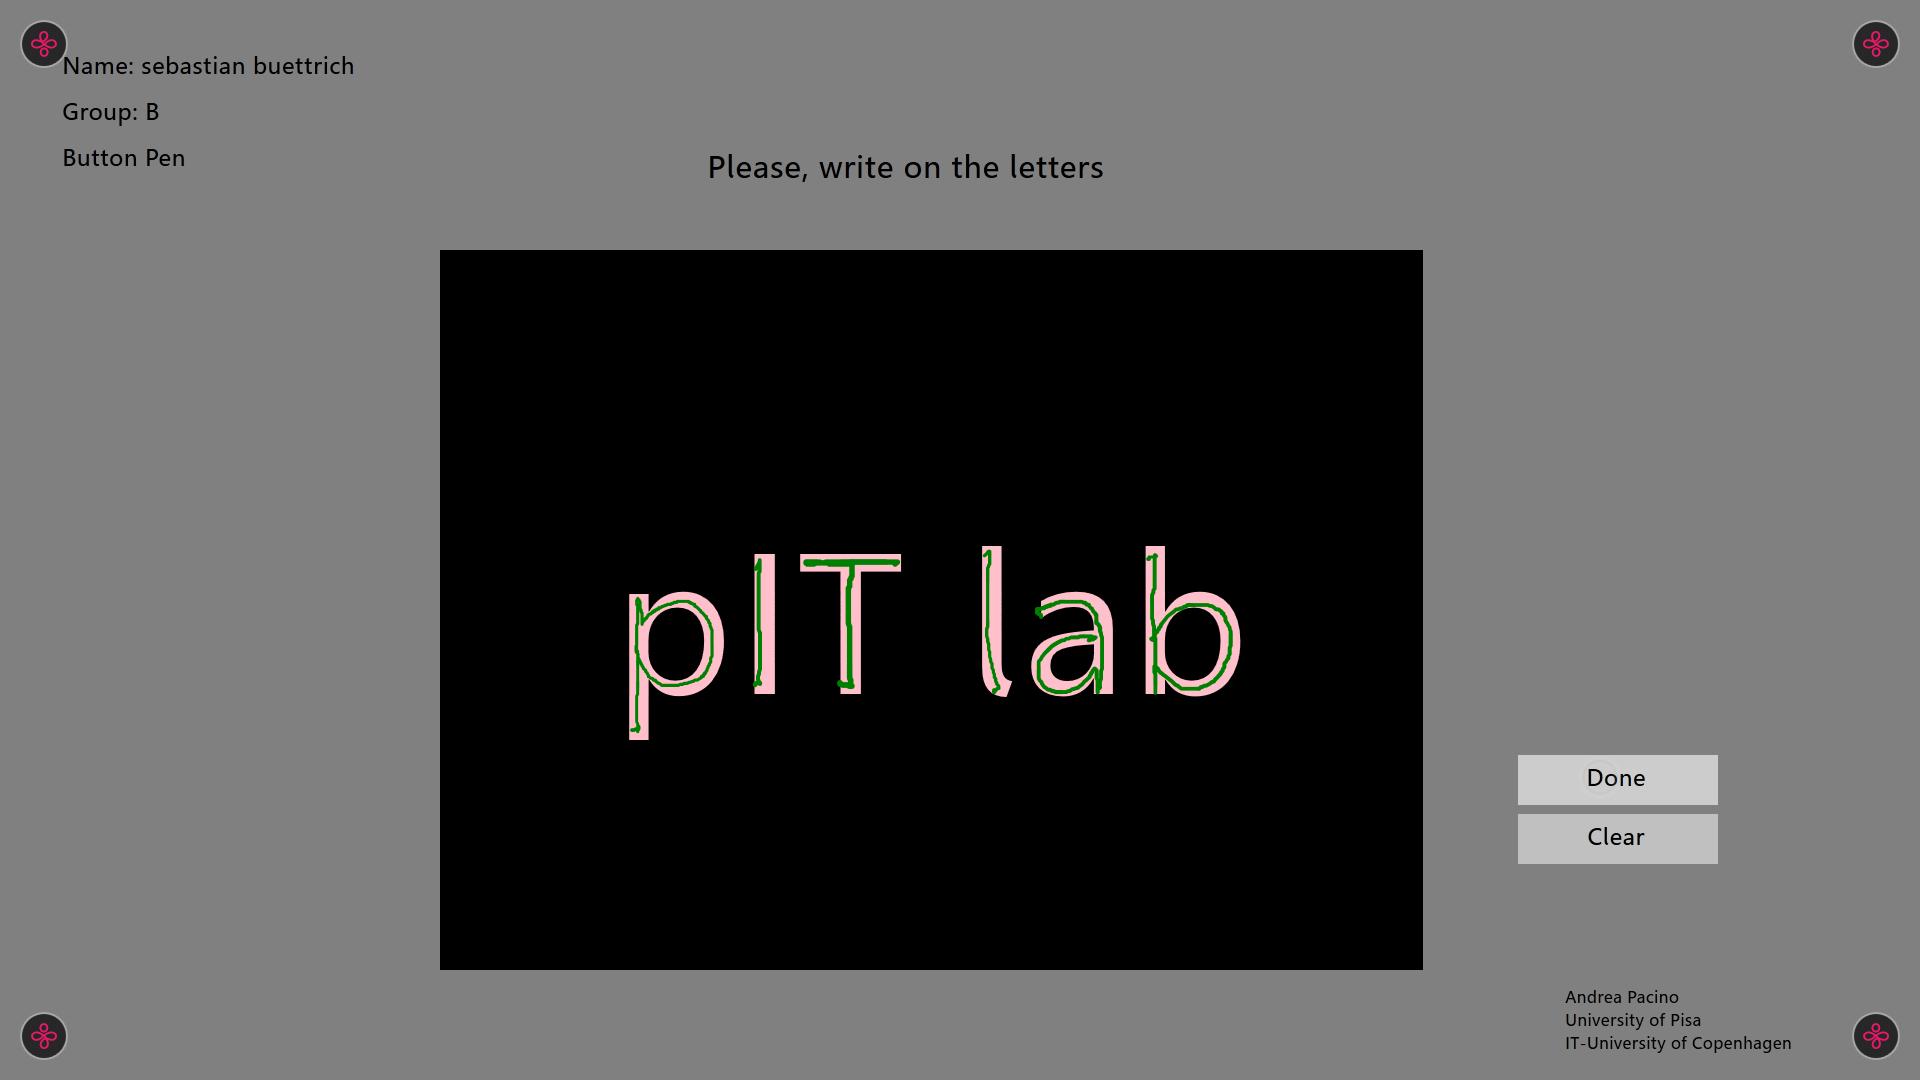 Name: sebastian buettrich
Group: B
Button Pen
Please, write on the letters
pIT lab
Done
Clear
Andrea Pacino
University of Pisa
IT-University of Copenhagen